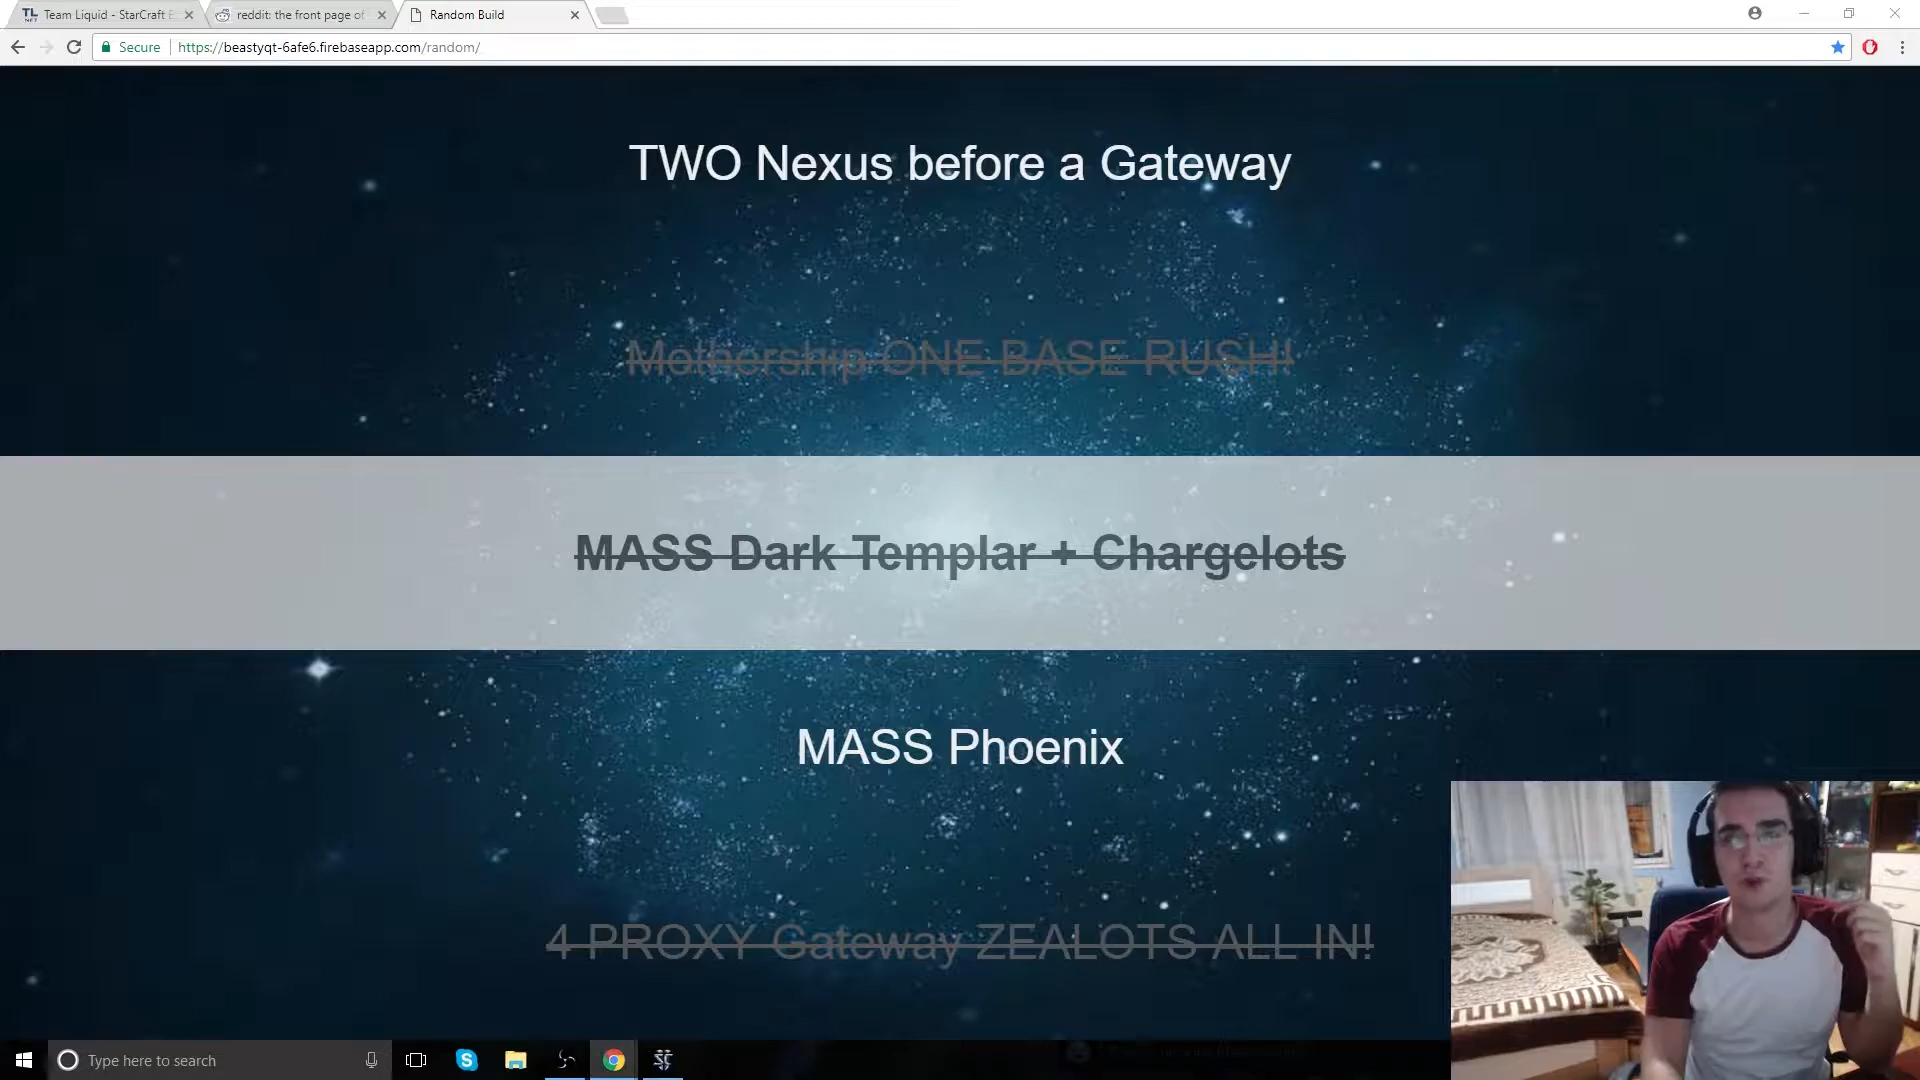 TL Team Liquid - StarCraft E
reddit: the front page of
Random Build
Secure
https://beastyqt-6afe6.firebaseapp.com/random/
TWO Nexus before a Gateway
Mothership ONE BASE RUSH!
MASS Dark Templar + Chargelots
MASS Phoenix
4 PROXY Gateway ZEALOTS ALL IN!
Type here to search